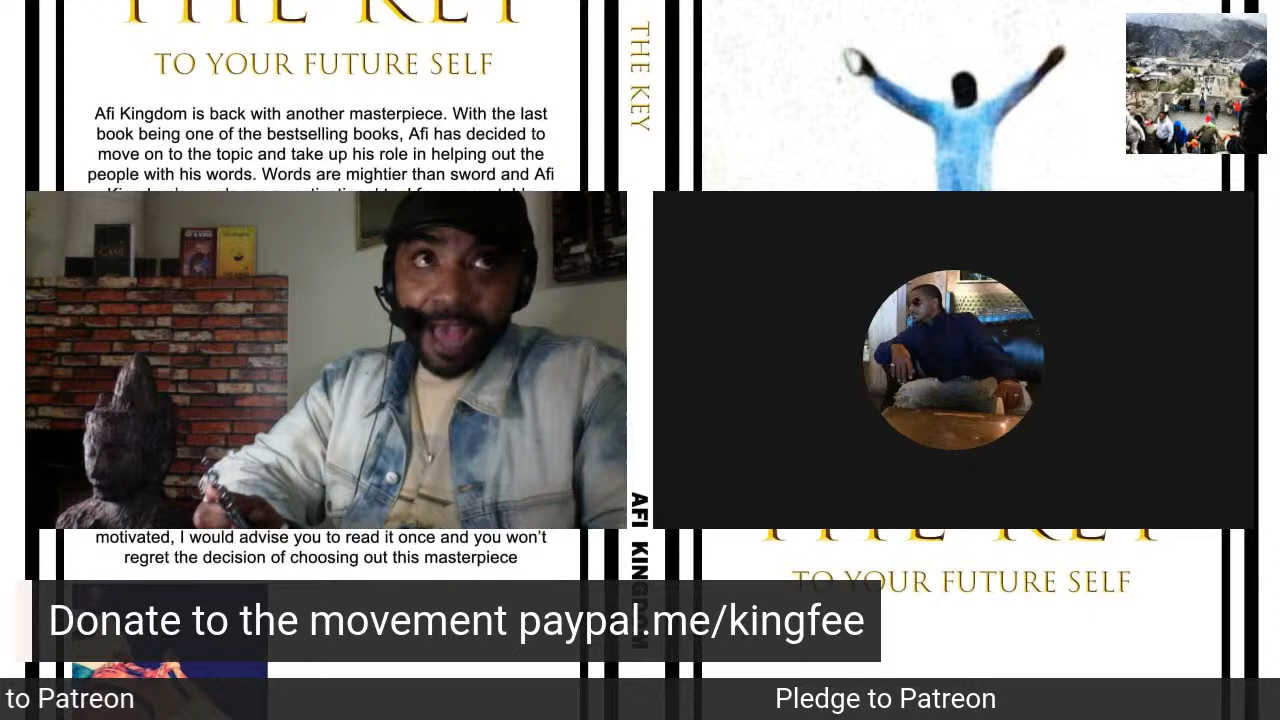 TO YOUR FUTURE SELF
Afi Kingdom is back with another masterpiece. With the last
book being one of the bestselling books, Afi has decided to
move on to the topic and take up his role in helping out the
people with his words. Words are mightier than sword and Afi
motivated, I would advise you to read it once and you won't
regret the decision of choosing out this masterpiece
THE KEY
AFI KINGDOM
THE KEY
TO YOUR FUTURE SELF
Donate to the movement paypal.me/kingfee
to Patreon
Pledge to Patreon